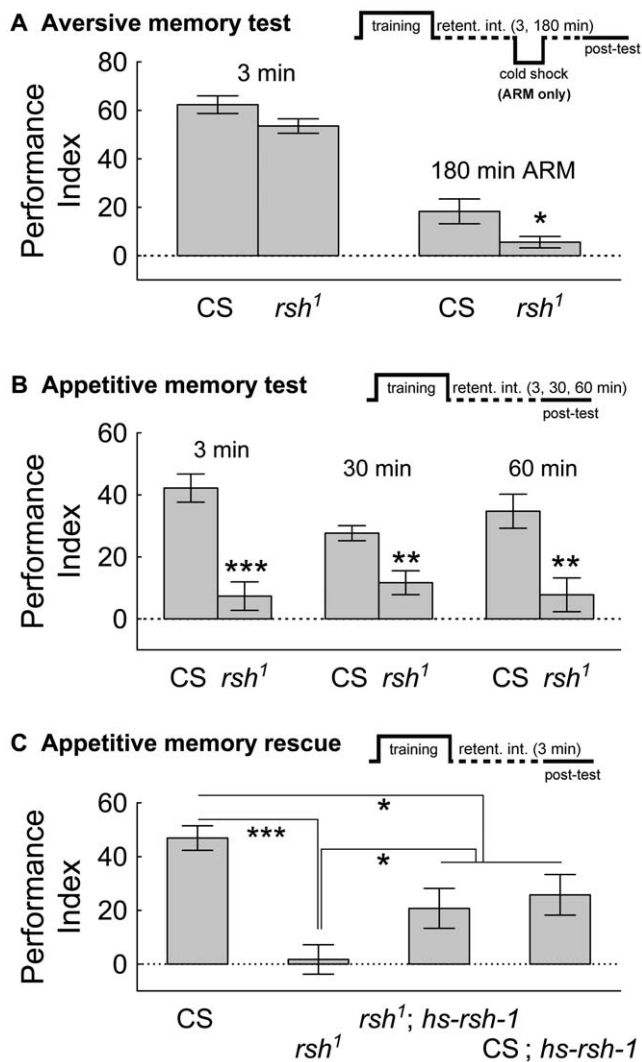 A Aversive memory test
training retent. int. (3, 180 min)
post-test
cold shock
(ARM only)
3 min
180 min ARM
*
Performance
Index
80
60
40
20
0
CS rsh¹ CS rsh¹
B Appetitive memory test
training retent. int. (3, 30, 60 min)
post-test
3 min 30 min 60 min
*** ** **
Performance
Index
60
40
20
0
CS rsh¹ CS rsh¹ CS rsh¹
C Appetitive memory rescue
training retent. int. (3 min)
post-test
*
***
*
Performance
Index
60
40
20
0
CS
rsh¹
rsh¹; hs-rsh-1
CS ; hs-rsh-1